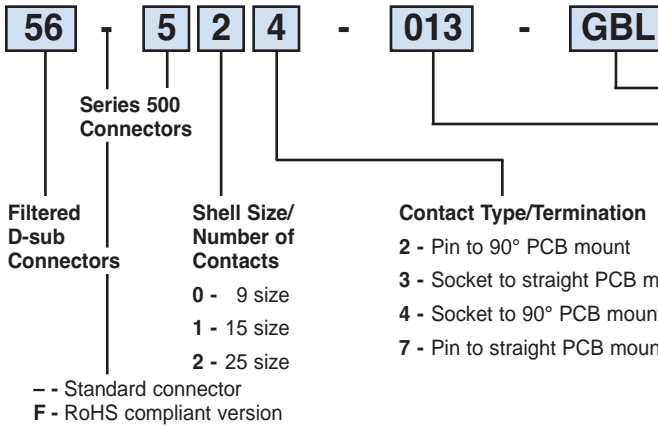 56 - 5 2 4 - 013 - GBL
Series 500
Connectors
Filtered
D-sub
Connectors
Shell Size/
Number of
Contacts
0 - 9 size
1 - 15 size
2 - 25 size
Contact Type/Termination
2 - Pin to 90° PCB mount
3 - Socket to straight PCB m
4 - Socket to 90° PCB moun
7 - Pin to straight PCB moun
– - Standard connector
F - RoHS compliant version